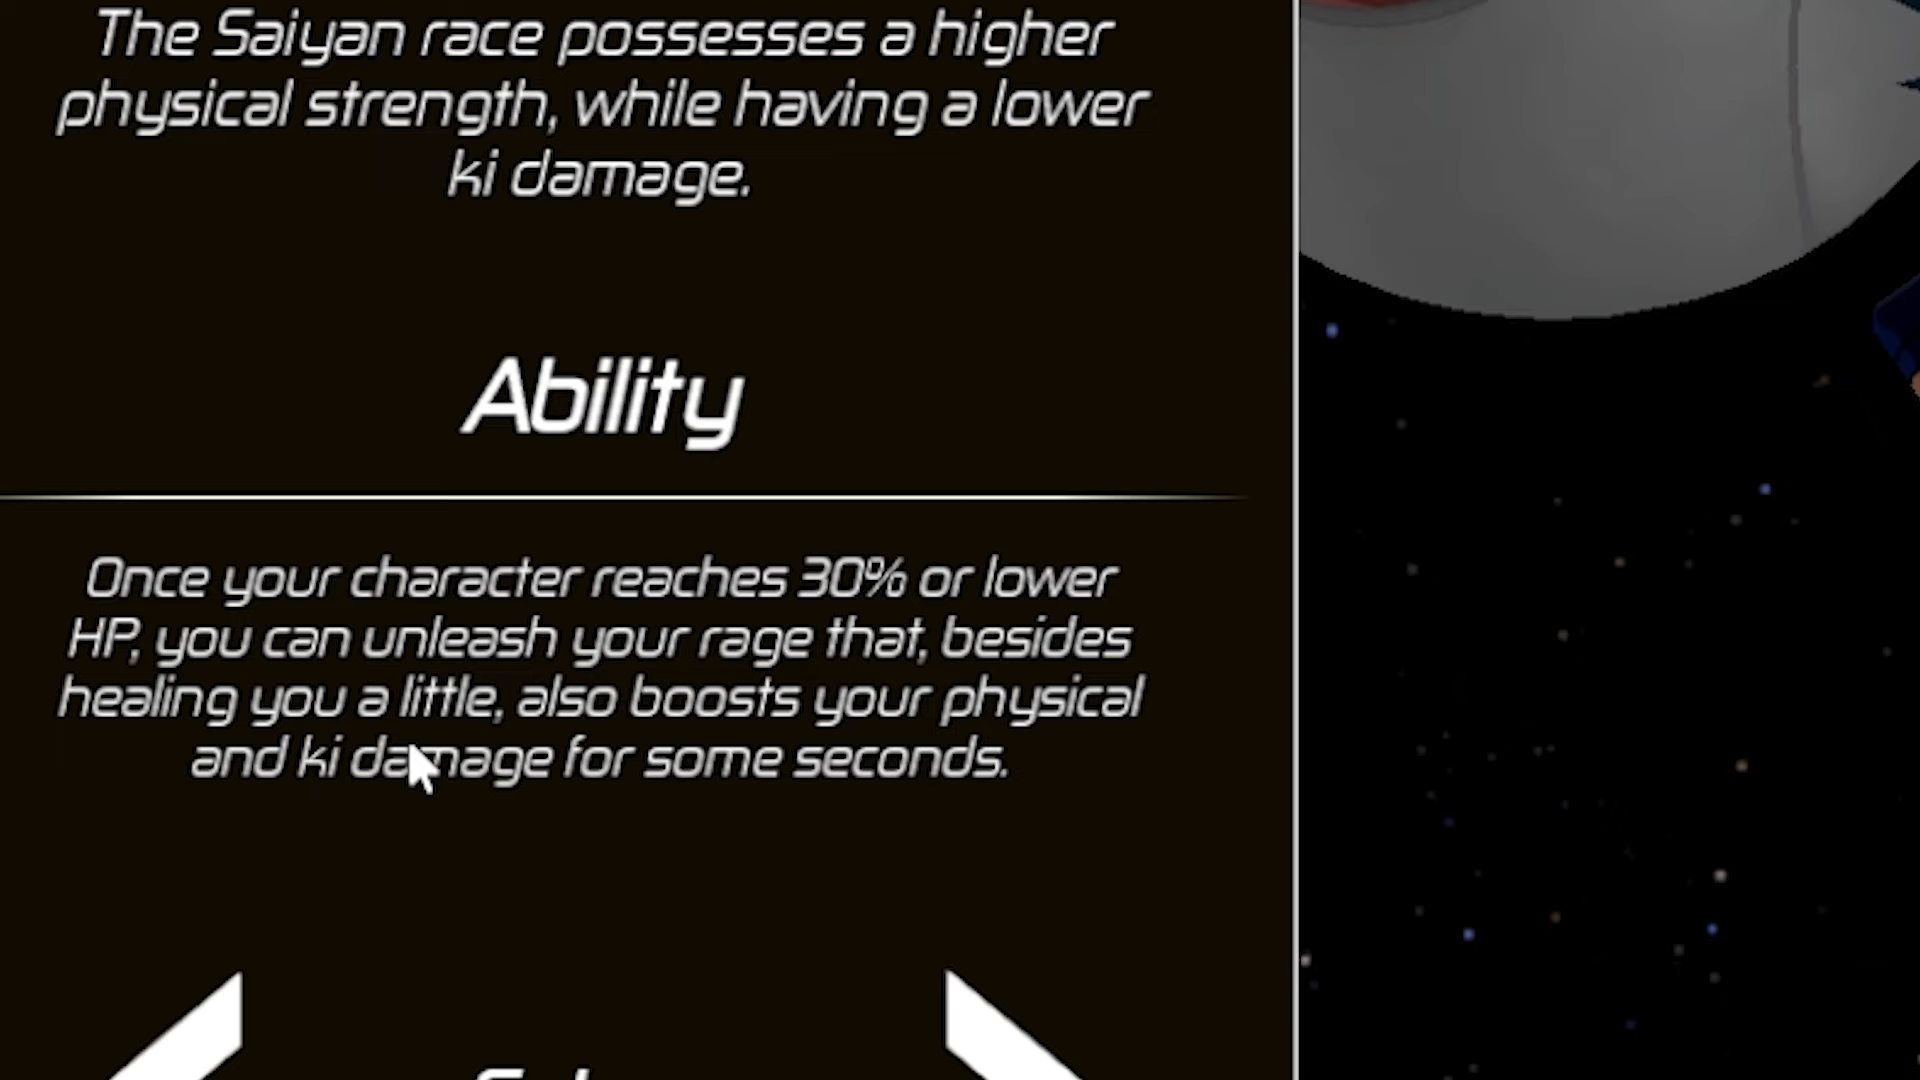 The Saiyan race possesses a higher
physical strength, while having a lower
ki damage.
Ability
Once your character reaches 30% or lower
HP, you can unleash your rage that, besides
healing you a little, also boosts your physical
and ki damage for some seconds.